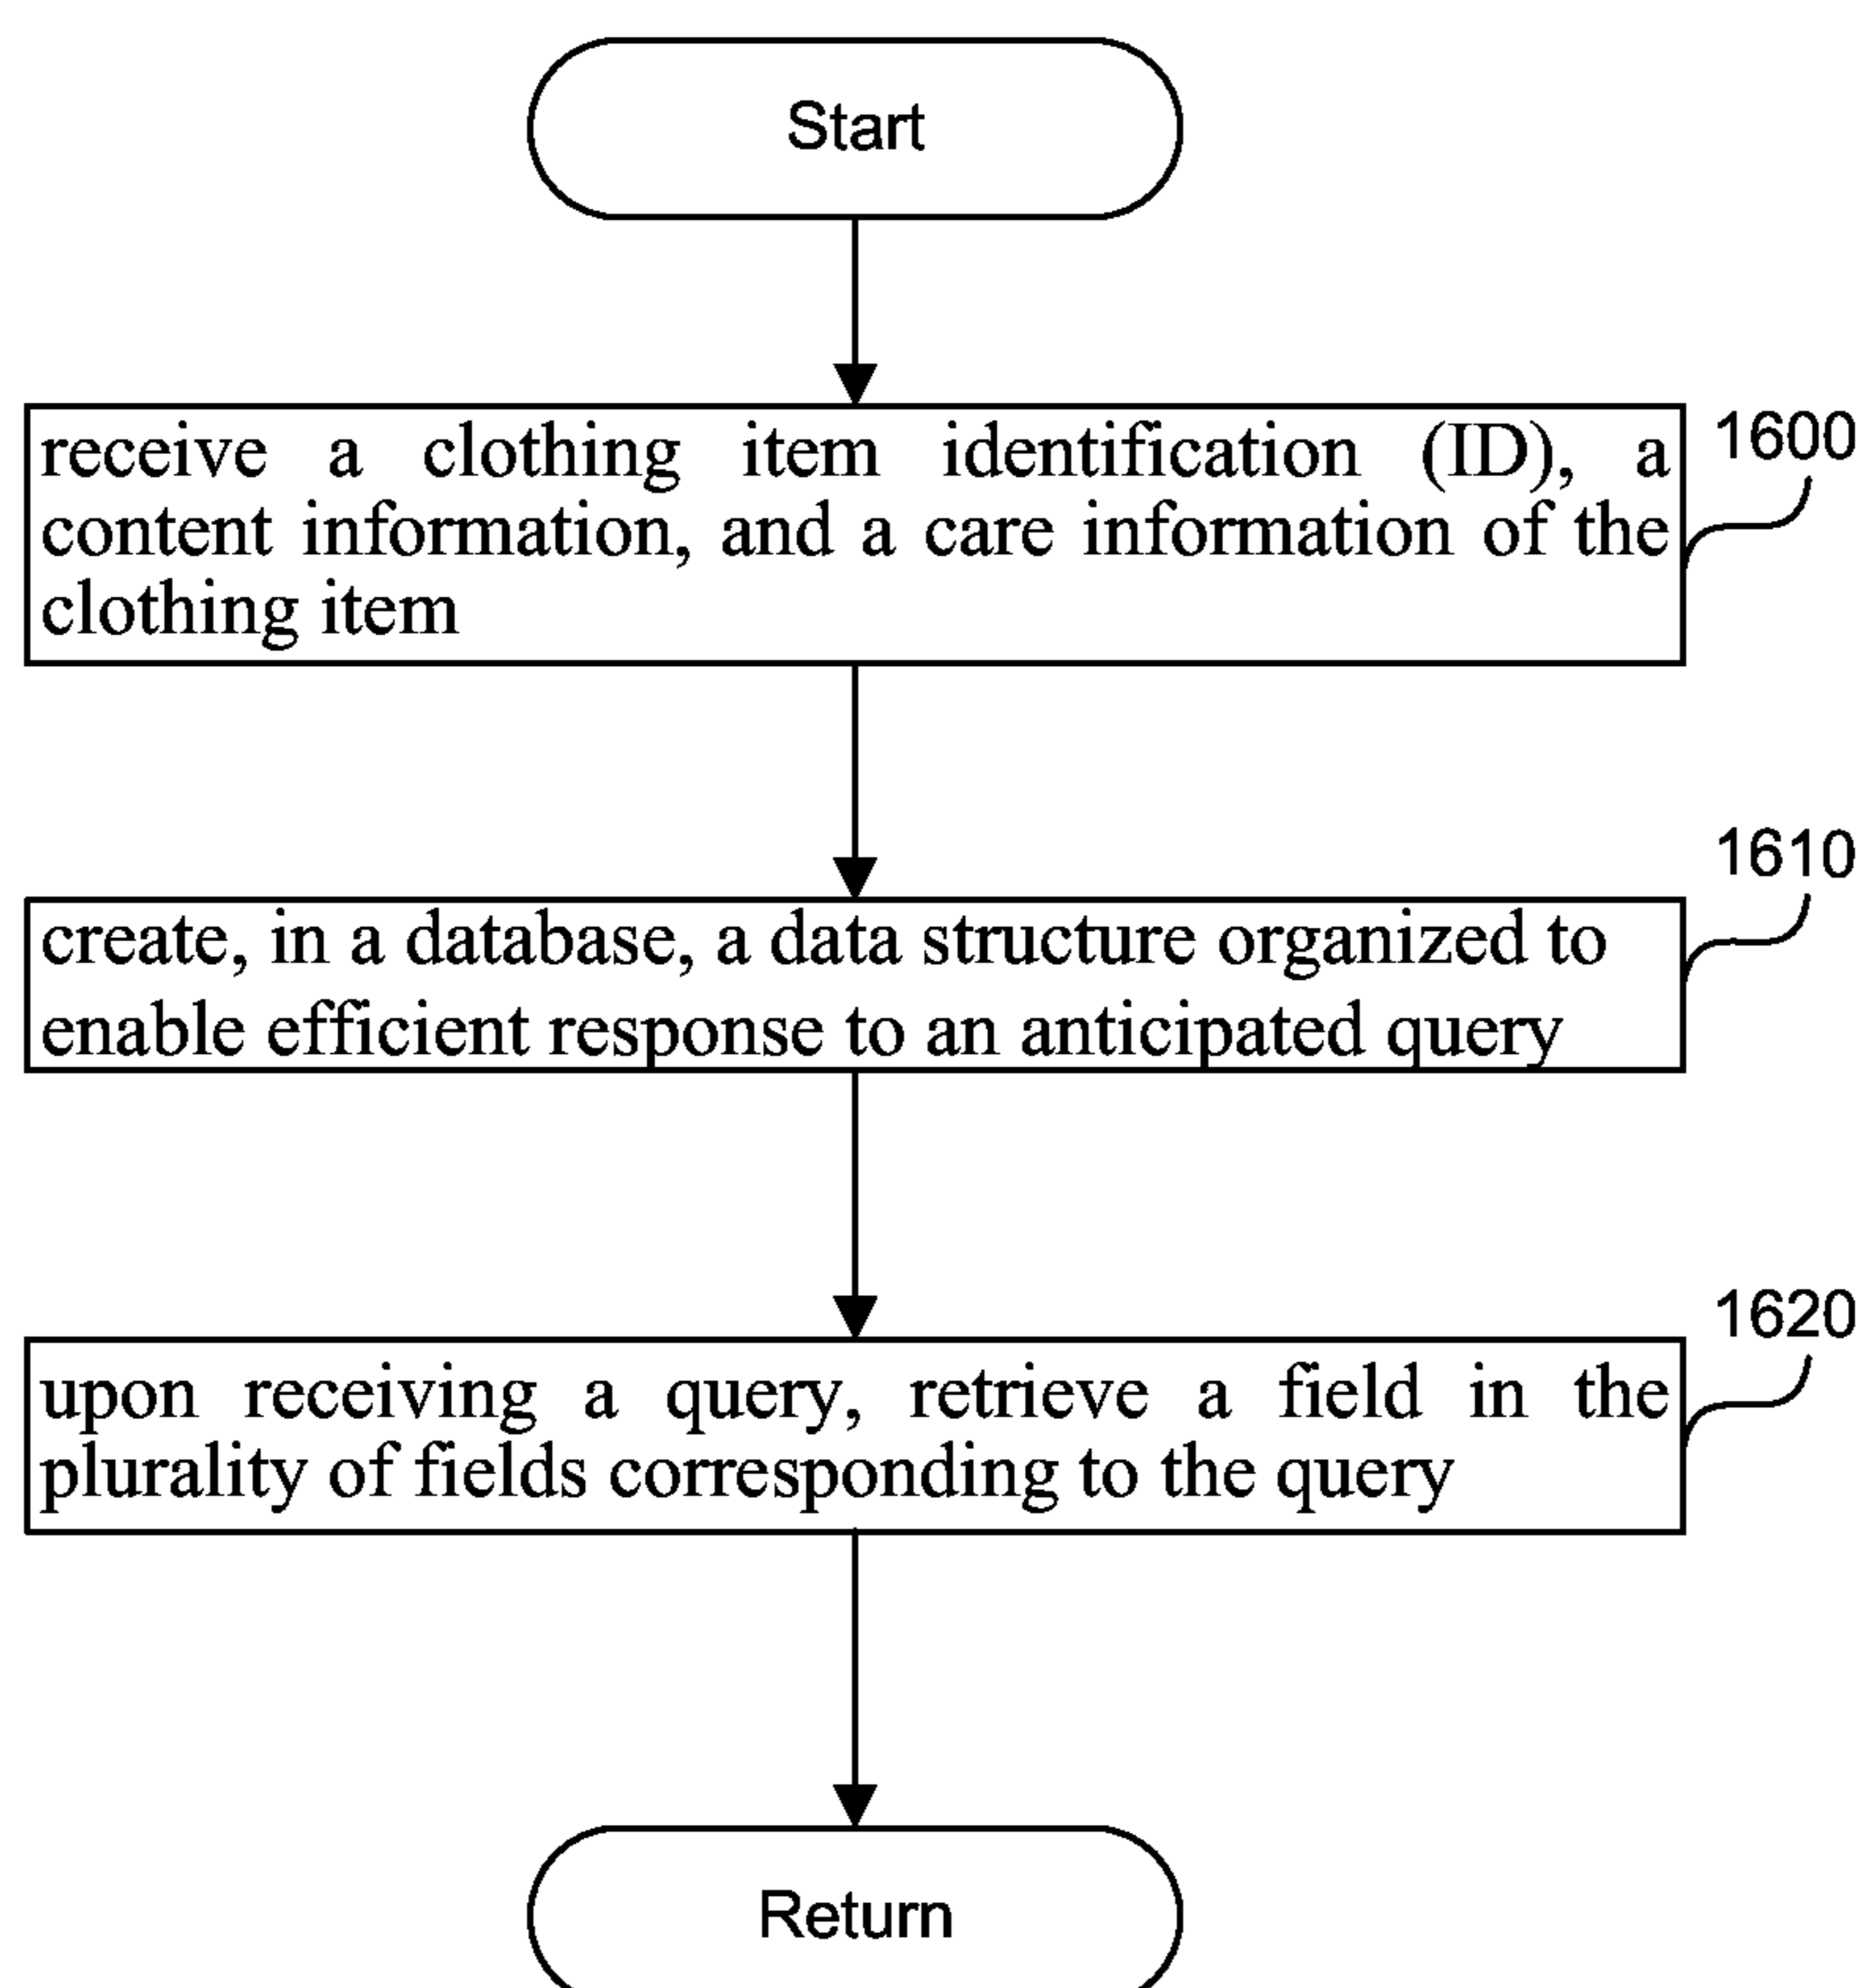 Start
receive a clothing item identification (ID), a
content information, and a care information of the
clothing item
1600
create, in a database, a data structure organized to
enable efficient response to an anticipated query
1610
upon receiving a query, retrieve a field in the
plurality of fields corresponding to the query
1620
Return